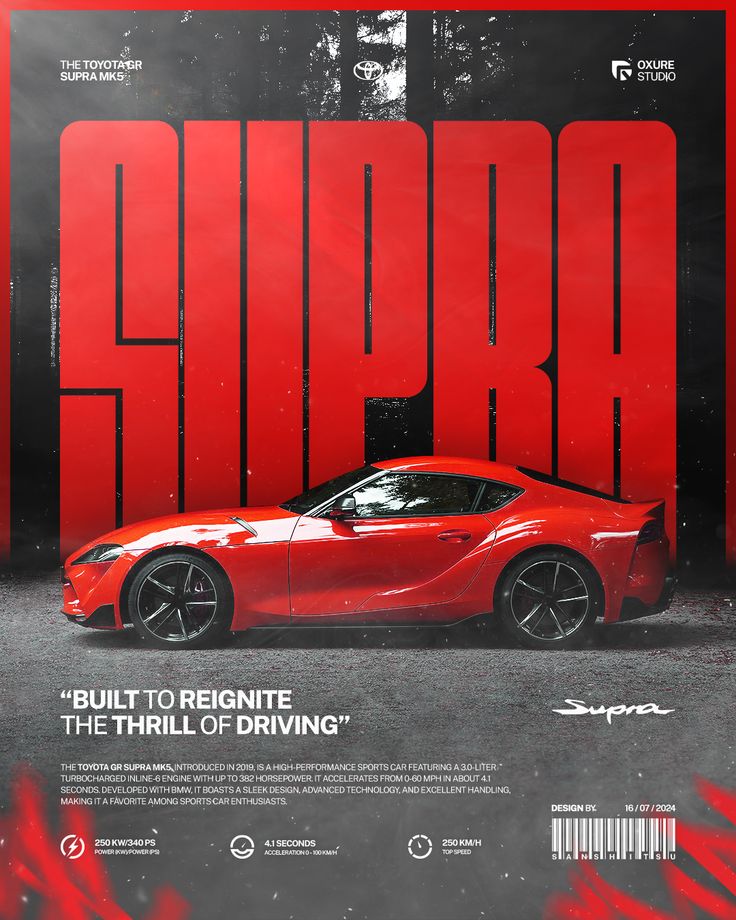 THE TOYOTA GR
SUPRA MK5
OXURE
STUDIO
SUPRA
“BUILT TO REIGNITE
THE THRILL OF DRIVING”
Supra
THE TOYOTA GR SUPRA MK5, INTRODUCED IN 2019, IS A HIGH-PERFORMANCE SPORTS CAR FEATURING A 3.0-LITER
TURBOCHARGED INLINE-6 ENGINE WITH UP TO 382 HORSEPOWER. IT ACCELERATES FROM 0-60 MPH IN ABOUT 4.1
SECONDS. DEVELOPED WITH BMW, IT BOASTS A SLEEK DESIGN, ADVANCED TECHNOLOGY, AND EXCELLENT HANDLING,
MAKING IT A FAVORITE AMONG SPORTS CAR ENTHUSIASTS.
DESIGN BY. 16 / 07 / 2024
SANSHITSU
250 KW/340 PS
POWER (KW)/POWER (PS)
4.1 SECONDS
ACCELERATION 0 - 100 KM/H
250 KM/H
TOP SPEED